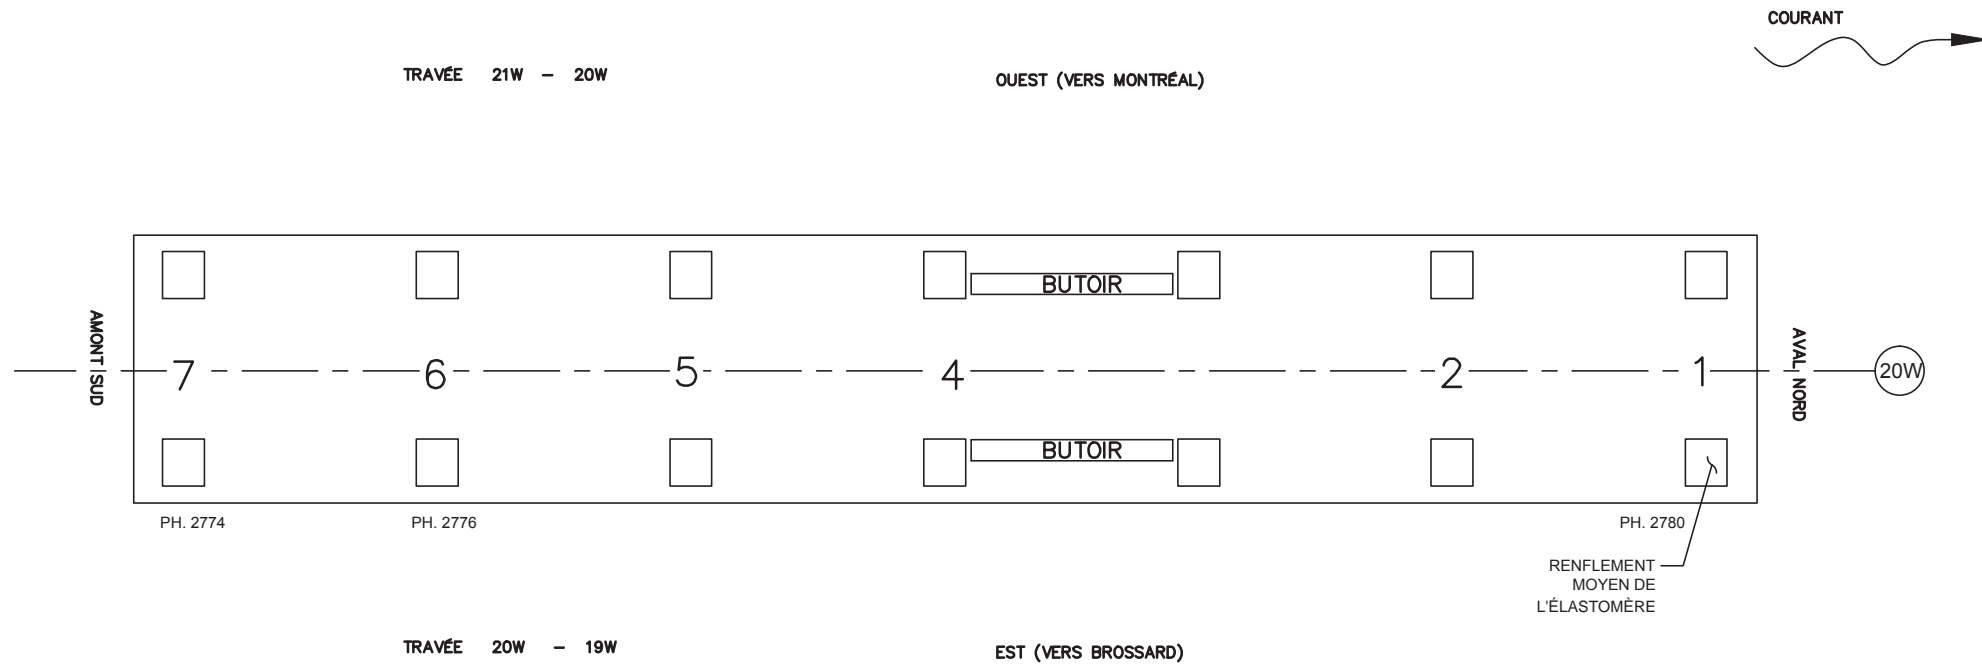 COURANT
TRAVÉE 21W - 20W
OUEST (VERS MONTRÉAL)
BUTOIR
AMONT SUD
7
6
5
4
2
1
AVAL NORD
20W
BUTOIR
PH. 2774
PH. 2776
PH. 2780
RENFLEMENT
MOYEN DE
L'ÉLASTOMÈRE
TRAVÉE 20W - 19W
EST (VERS BROSSARD)